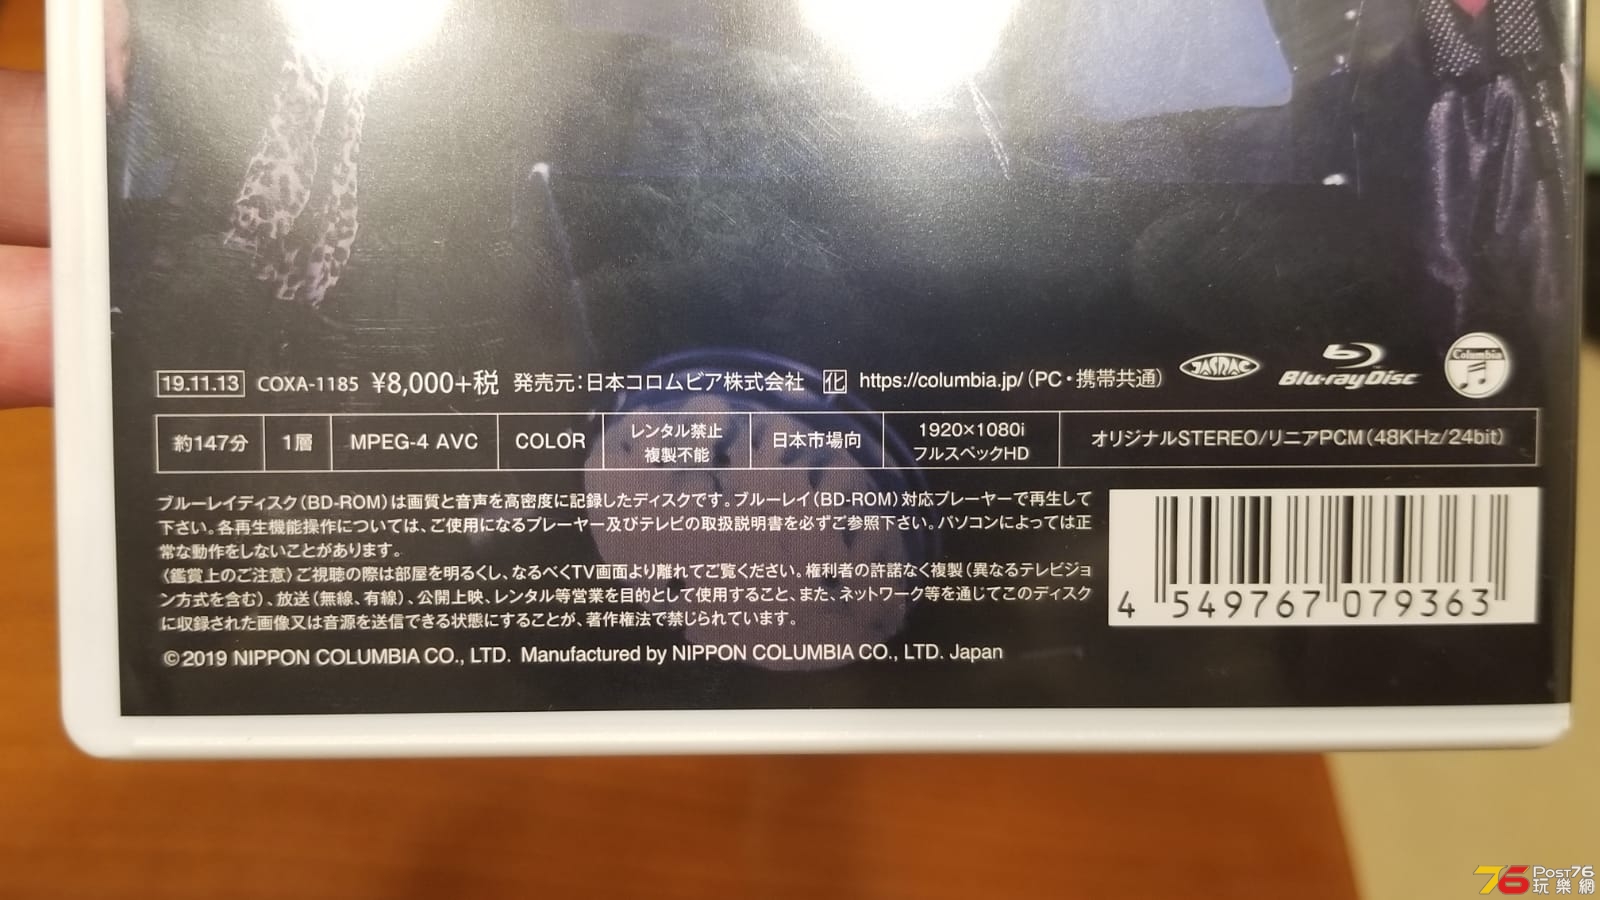 19.11.13 COXA-1185 ¥8,000+税 発売元:日本コロムビア株式会社 化 https://columbia.jp/(PC・携帯共通) JASRAC Blu-ray Disc Columbia
約147分 1層 MPEG-4 AVC COLOR レンタル禁止 複製不能 日本市場向 1920×1080i フルスペックHD オリジナルSTEREO/リニアPCM(48KHz/24bit)
ブルーレイディスク(BD-ROM)は画質と音声を高密度に記録したディスクです。ブルーレイ(BD-ROM)対応プレーヤーで再生して
下さい。各再生機能操作については、ご使用になるプレーヤー及びテレビの取扱説明書を必ずご参照下さい。パソコンによっては正
常な動作をしないことがあります。
〈鑑賞上のご注意〉ご視聴の際は部屋を明るくし、なるべくTV画面より離れてご覧ください。権利者の許諾なく複製(異なるテレビジョ
ン方式を含む)、放送(無線、有線)、公開上映、レンタル等営業を目的として使用すること、また、ネットワーク等を通じてこのディスク
に収録された画像又は音源を送信できる状態にすることが、著作権法で禁じられています。
©2019 NIPPON COLUMBIA CO., LTD. Manufactured by NIPPON COLUMBIA CO., LTD. Japan
4 549767 079363
76 Post76
玩樂網